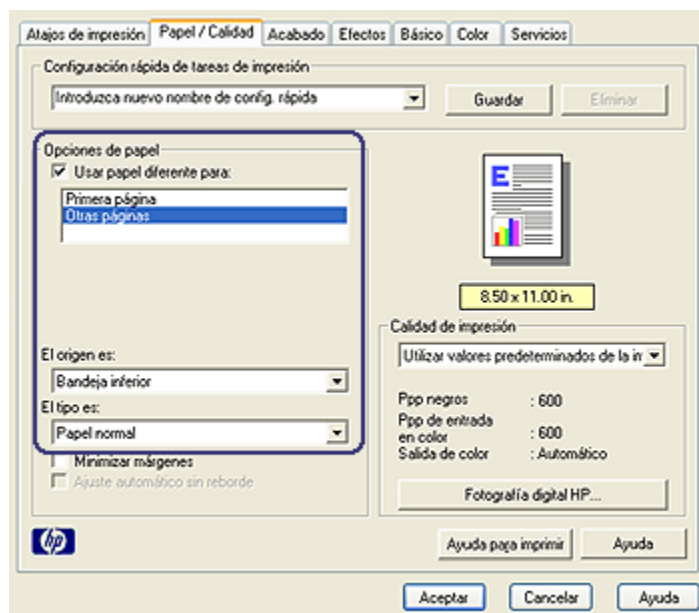 Atajos de impresión Papel / Calidad Acabado Efectos Básico Color Servicios
Configuración rápida de tareas de impresión
Introduzca nuevo nombre de config. rápida
Guardar
Eliminar
Opciones de papel
Usar papel diferente para:
Primera página
Otras páginas
El origen es:
Bandeja inferior
El tipo es:
Papel normal
Minimizar márgenes
Ajuste automático sin reborde
E
8.50 x 11.00 in.
Calidad de impresión
Utilizar valores predeterminados de la
Ppp negros : 600
Ppp de entrada
en color : 600
Salida de color : Automático
Fotografía digital HP...
hp
Ayuda para imprimir
Ayuda
Aceptar
Cancelar
Ayuda